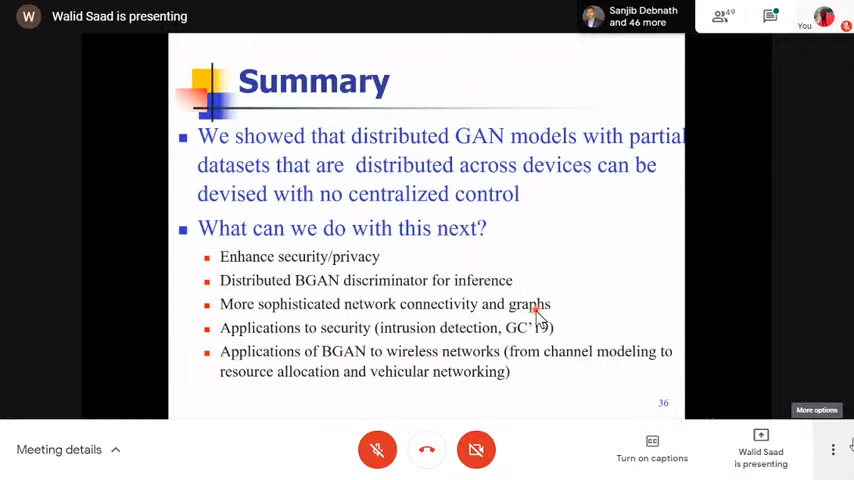 W
Walid Saad is presenting
Sanjib Debnath
and 46 more
49
You
Summary
We showed that distributed GAN models with partial
datasets that are distributed across devices can be
devised with no centralized control
What can we do with this next?
Enhance security/privacy
Distributed BGAN discriminator for inference
More sophisticated network connectivity and graphs
Applications to security (intrusion detection, GC'19)
Applications of BGAN to wireless networks (from channel modeling to
resource allocation and vehicular networking)
36
More options
Meeting details
CC
Turn on captions
Walid Saad
is presenting